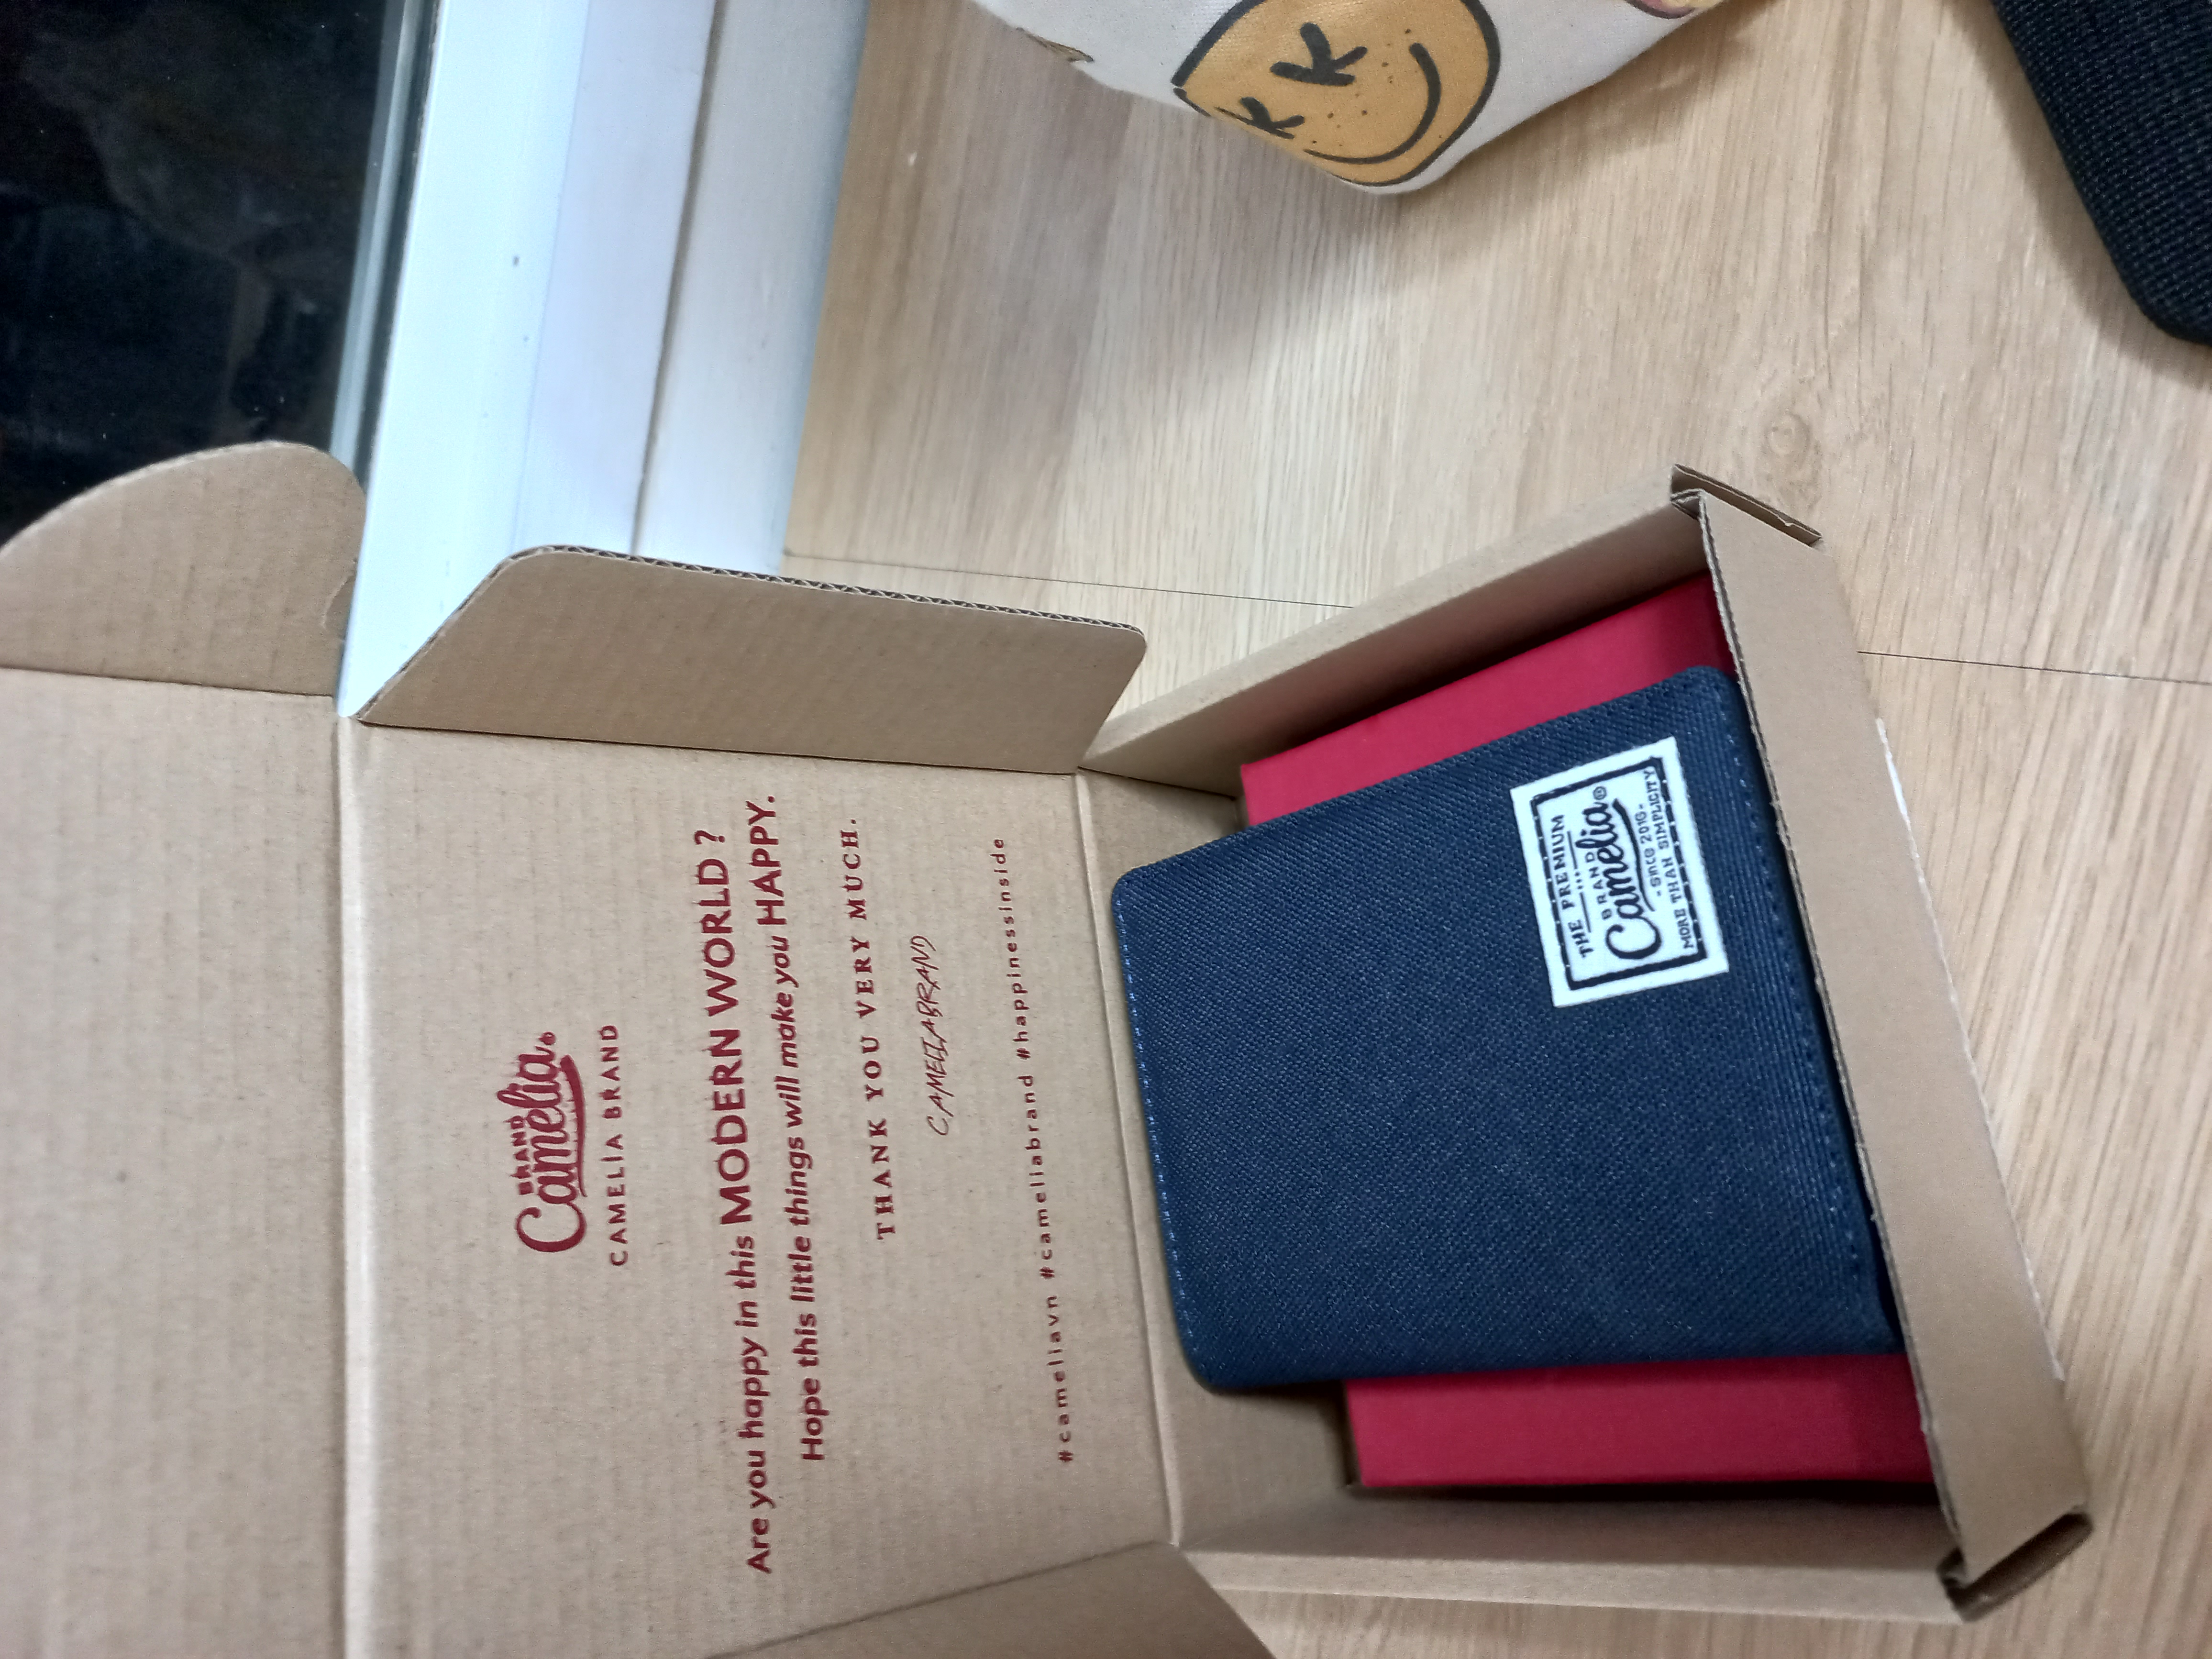 BRAND
Camelia.
CAMELIA BRAND
Are you happy in this MODERN WORLD ?
Hope this little things will make you HAPPY.
THANK YOU VERY MUCH.
CAMELIABRAND
#cameliavn #cameliabrand #happinessinside
THE PREMIUM
BRAND
Camelia®
- Since 2016 -
MORE THAN SIMPLICITY
K K